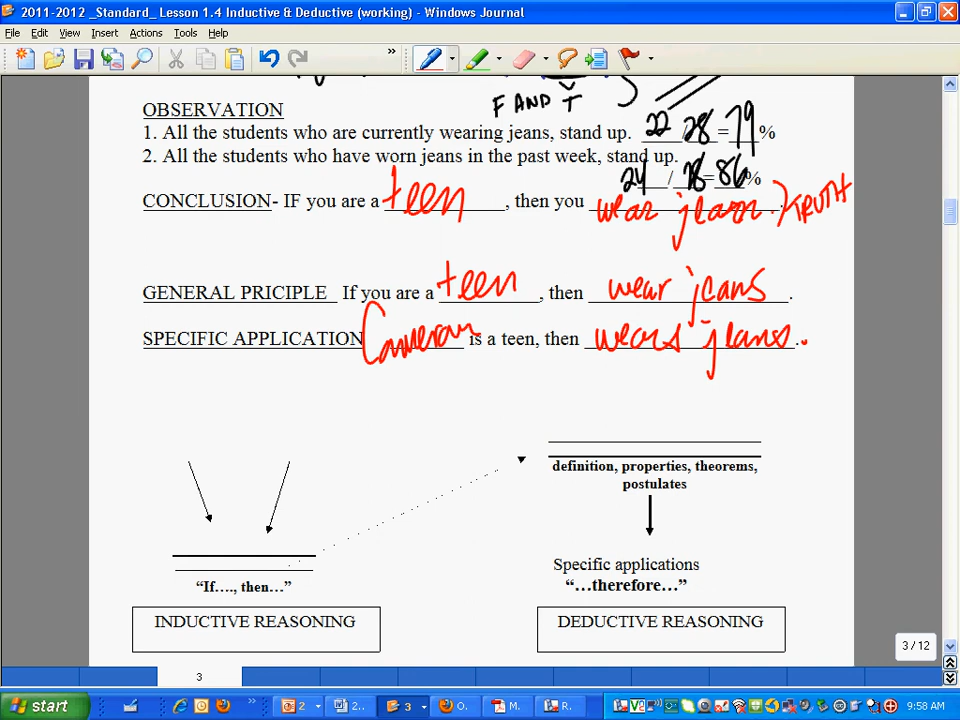 2011-2012 _Standard_ Lesson 1.4 Inductive & Deductive (working) - Windows Journal
File Edit View Insert Actions Tools Help
F AND T
OBSERVATION
1. All the students who are currently wearing jeans, stand up. 22 / 28 = 79 %
2. All the students who have worn jeans in the past week, stand up.
24 / 28 = 86 %
CONCLUSION- IF you are a teen, then you wear jeans. TRUTH
GENERAL PRICIPLE If you are a teen, then wear jeans.
SPECIFIC APPLICATION Cameron is a teen, then wears jeans.
definition, properties, theorems,
postulates
Specific applications
"If…., then…" "…therefore…"
INDUCTIVE REASONING DEDUCTIVE REASONING
3 / 12
3
start 2 2.. 3 O. M. R. 9:58 AM